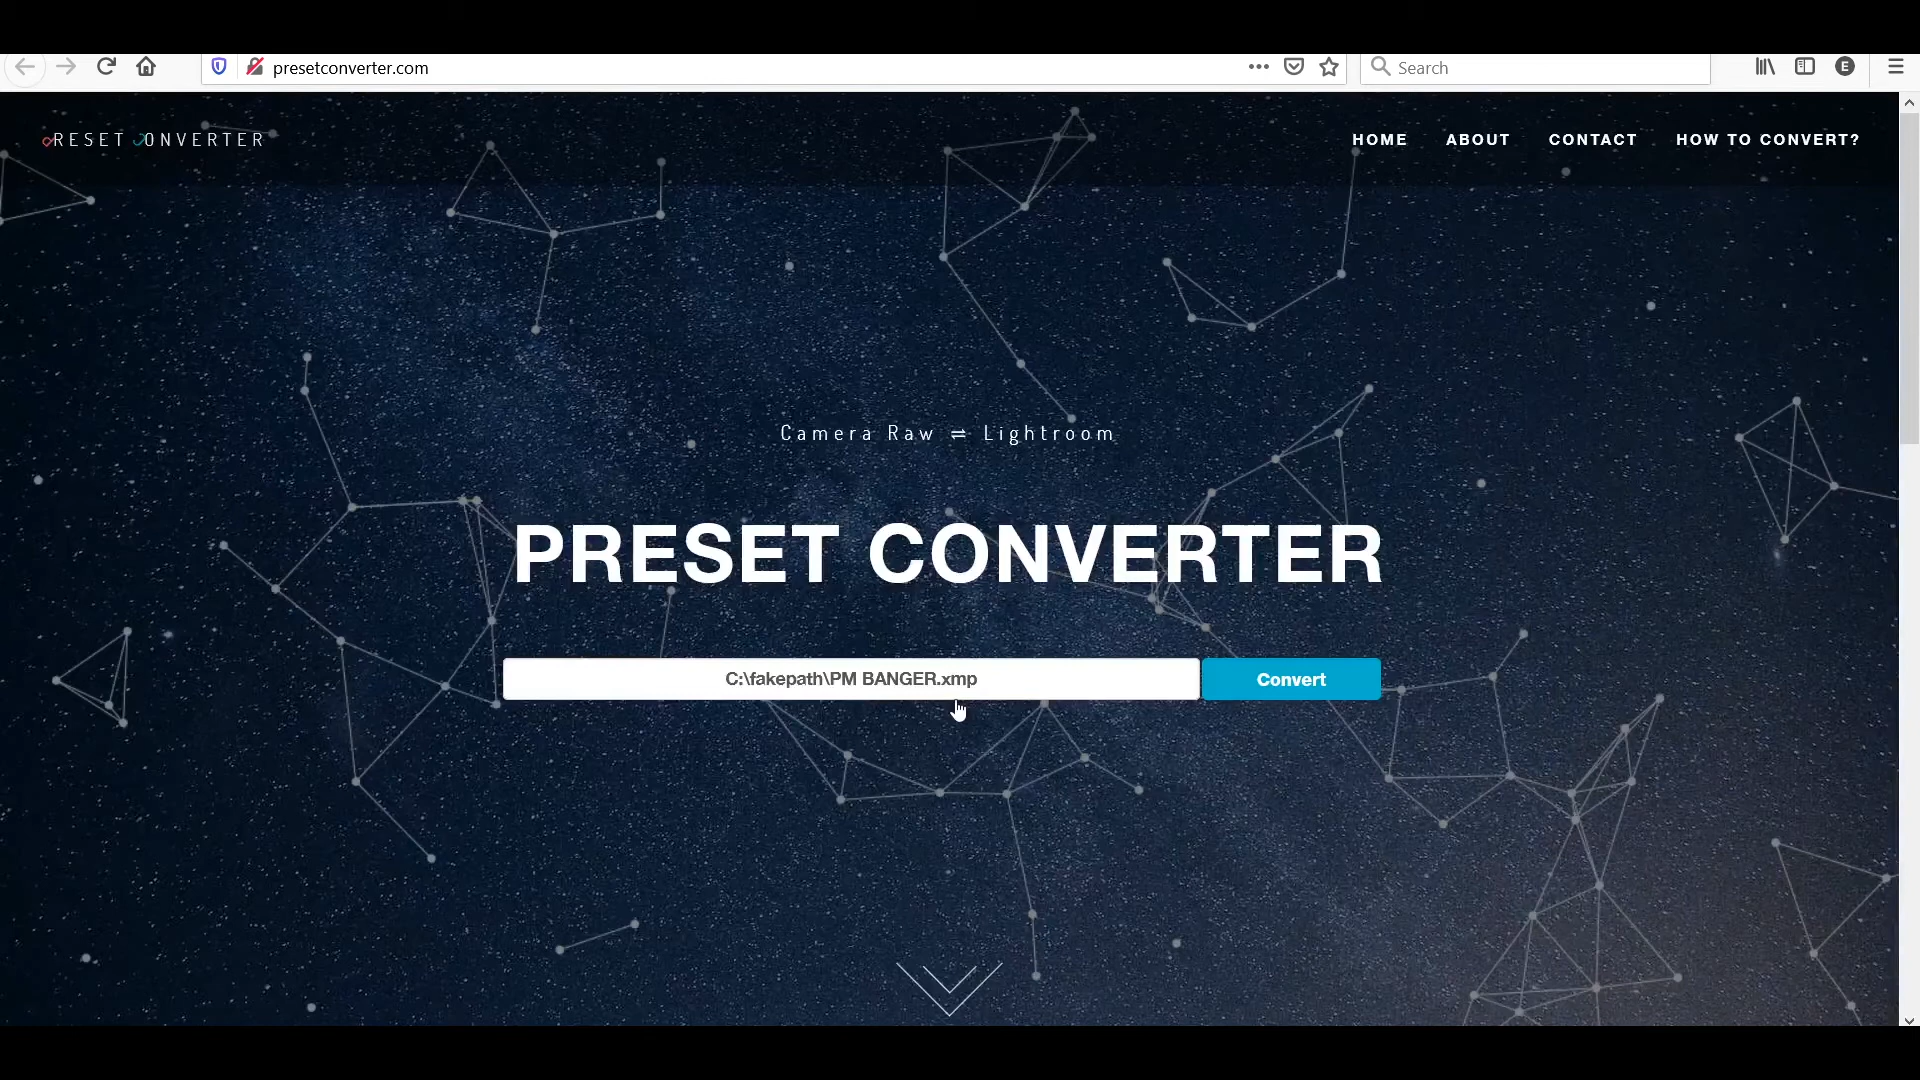 presetconverter.com
Search
E
RESET CONVERTER
HOME ABOUT CONTACT HOW TO CONVERT?
Camera Raw ⇌ Lightroom
PRESET CONVERTER
C:\fakepath\PM BANGER.xmp
Convert